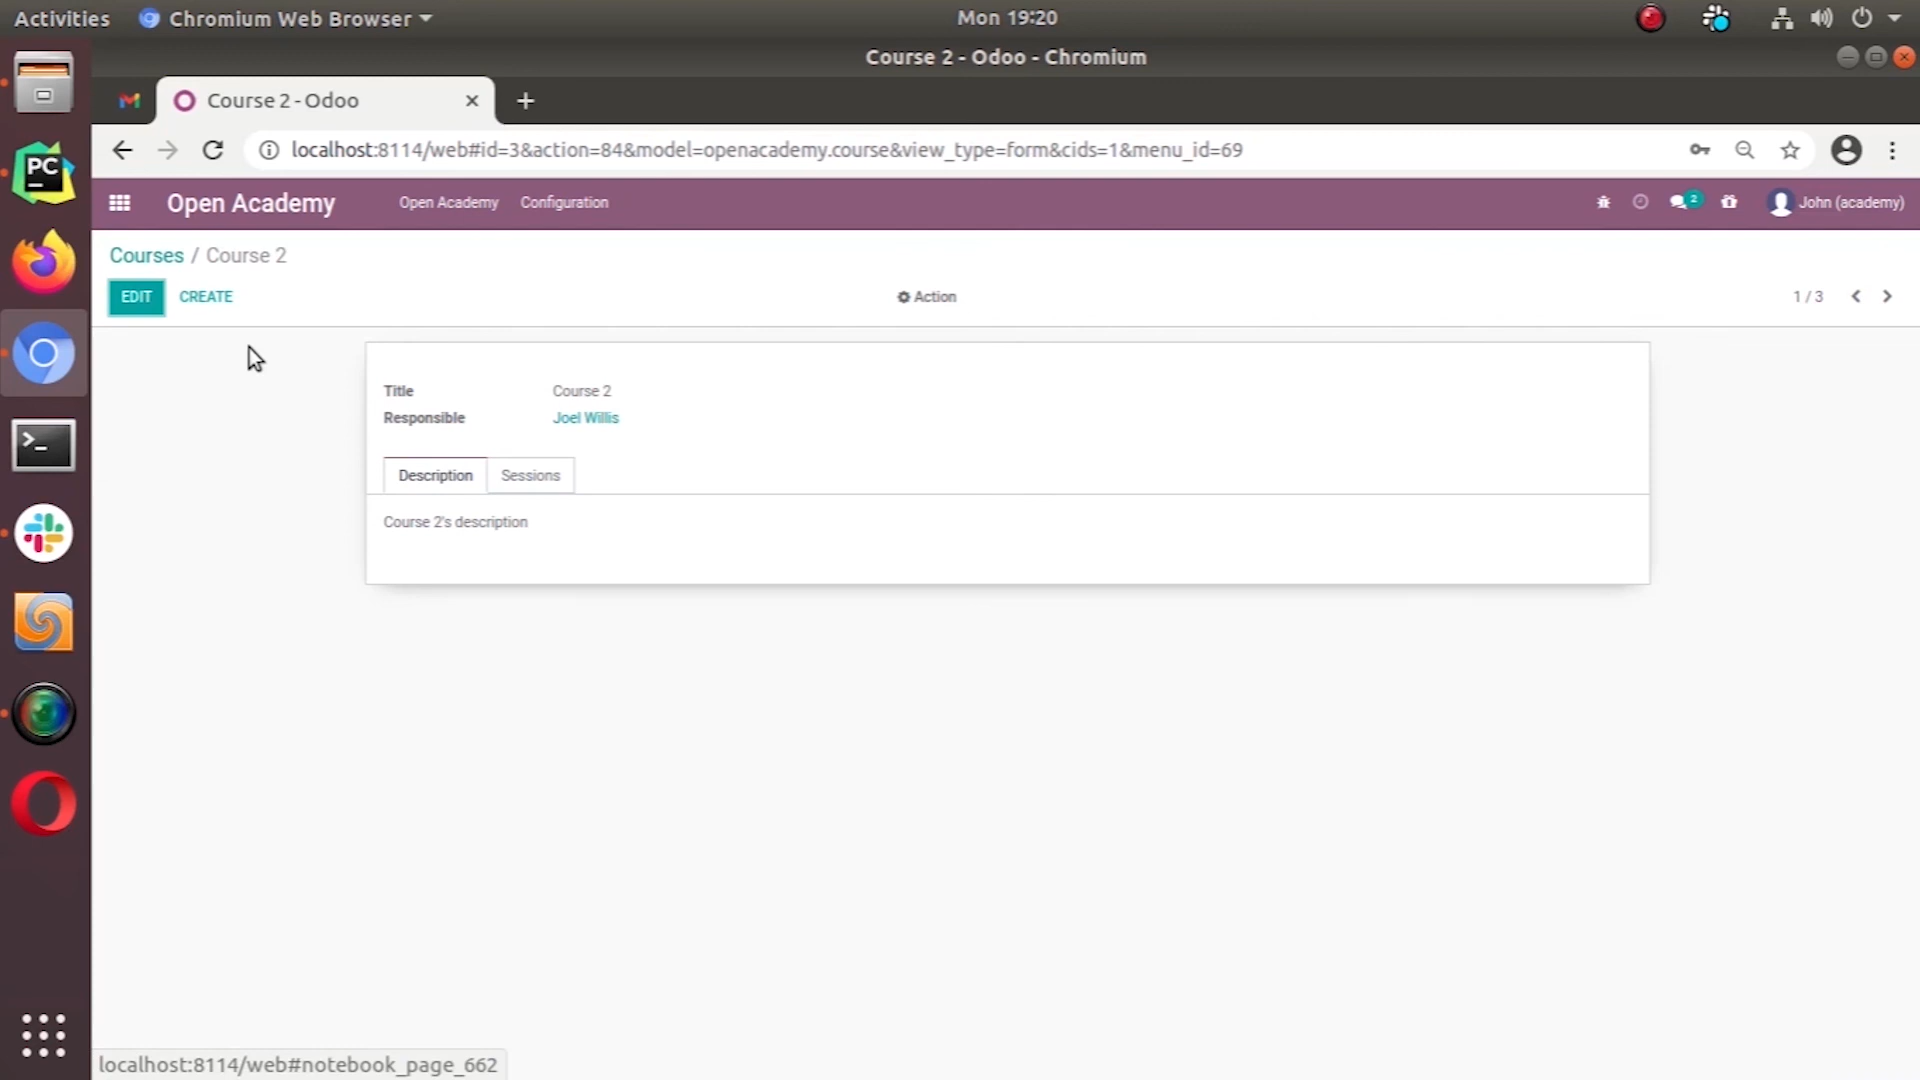 Activities
Chromium Web Browser
Mon 19:20
Course 2 - Odoo - Chromium
Course 2 - Odoo
localhost:8114/web#id=3&action=84&model=openacademy.course&view_type=form&cids=1&menu_id=69
Open Academy
Open Academy
Configuration
2
John (academy)
Courses / Course 2
EDIT
CREATE
Action
1 / 3
Title
Course 2
Responsible
Joel Willis
Description
Sessions
Course 2's description
PC
localhost:8114/web#notebook_page_662